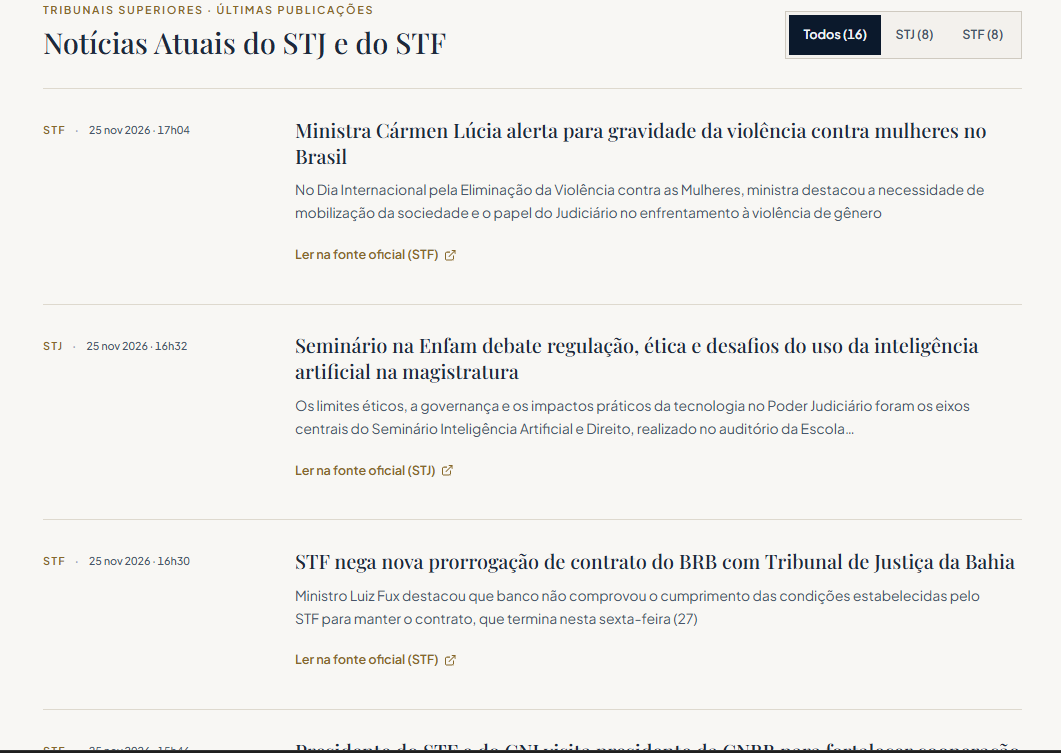 TRIBUNAIS SUPERIORES · ÚLTIMAS PUBLICAÇÕES
Notícias Atuais do STJ e do STF
Todos (16) STJ (8) STF (8)
STF · 25 nov 2026 · 17h04
Ministra Cármen Lúcia alerta para gravidade da violência contra mulheres no
Brasil
No Dia Internacional pela Eliminação da Violência contra as Mulheres, ministra destacou a necessidade de
mobilização da sociedade e o papel do Judiciário no enfrentamento à violência de gênero
Ler na fonte oficial (STF)
STJ · 25 nov 2026 · 16h32
Seminário na Enfam debate regulação, ética e desafios do uso da inteligência
artificial na magistratura
Os limites éticos, a governança e os impactos práticos da tecnologia no Poder Judiciário foram os eixos
centrais do Seminário Inteligência Artificial e Direito, realizado no auditório da Escola...
Ler na fonte oficial (STJ)
STF · 25 nov 2026 · 16h30
STF nega nova prorrogação de contrato do BRB com Tribunal de Justiça da Bahia
Ministro Luiz Fux destacou que banco não comprovou o cumprimento das condições estabelecidas pelo
STF para manter o contrato, que termina nesta sexta-feira (27)
Ler na fonte oficial (STF)